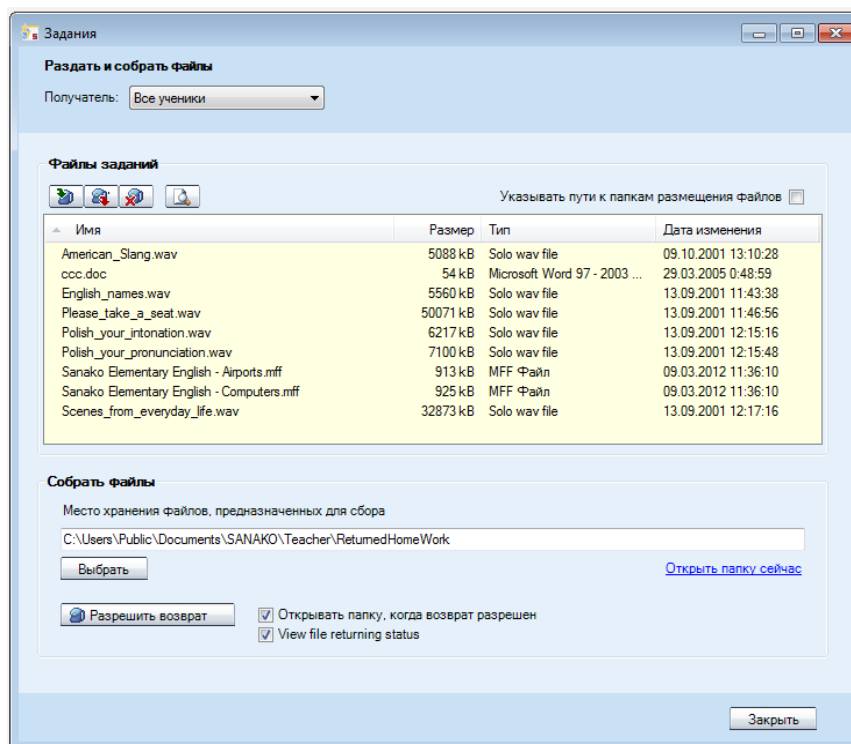 Задания
Раздать и собрать файлы
Получатель: Все ученики
Файлы заданий
Указывать пути к папкам размещения файлов
Имя Размер Тип Дата изменения
American_Slang.wav 5088 kB Solo wav file 09.10.2001 13:10:28
ccc.doc 54 kB Microsoft Word 97 - 2003 ... 29.03.2005 0:48:59
English_names.wav 5560 kB Solo wav file 13.09.2001 11:43:38
Please_take_a_seat.wav 50071 kB Solo wav file 13.09.2001 11:46:56
Polish_your_intonation.wav 6217 kB Solo wav file 13.09.2001 12:15:16
Polish_your_pronunciation.wav 7100 kB Solo wav file 13.09.2001 12:15:48
Sanako Elementary English - Airports.mff 913 kB MFF Файл 09.03.2012 11:36:10
Sanako Elementary English - Computers.mff 925 kB MFF Файл 09.03.2012 11:36:10
Scenes_from_everyday_life.wav 32873 kB Solo wav file 13.09.2001 12:17:16
Собрать файлы
Место хранения файлов, предназначенных для сбора
C:\Users\Public\Documents\SANAKO\Teacher\ReturnedHomeWork
Выбрать Открыть папку сейчас
Разрешить возврат Открывать папку, когда возврат разрешен
View file returning status
Закрыть